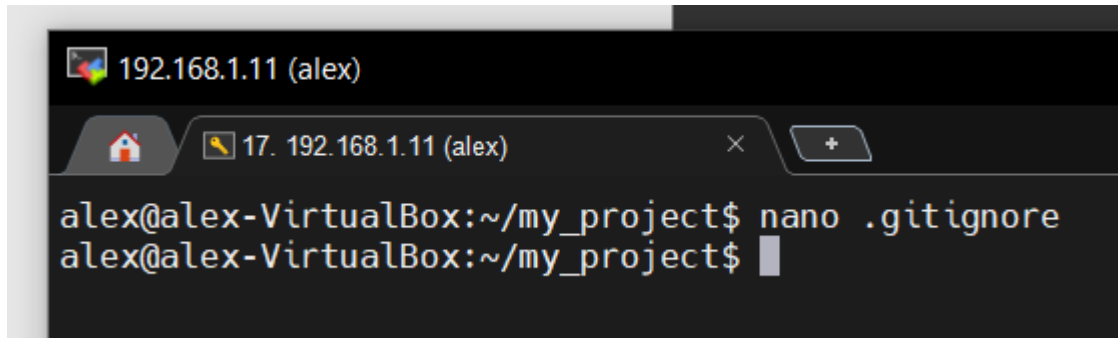 192.168.1.11 (alex)
17. 192.168.1.11 (alex)
alex@alex-VirtualBox:~/my_project$ nano .gitignore
alex@alex-VirtualBox:~/my_project$